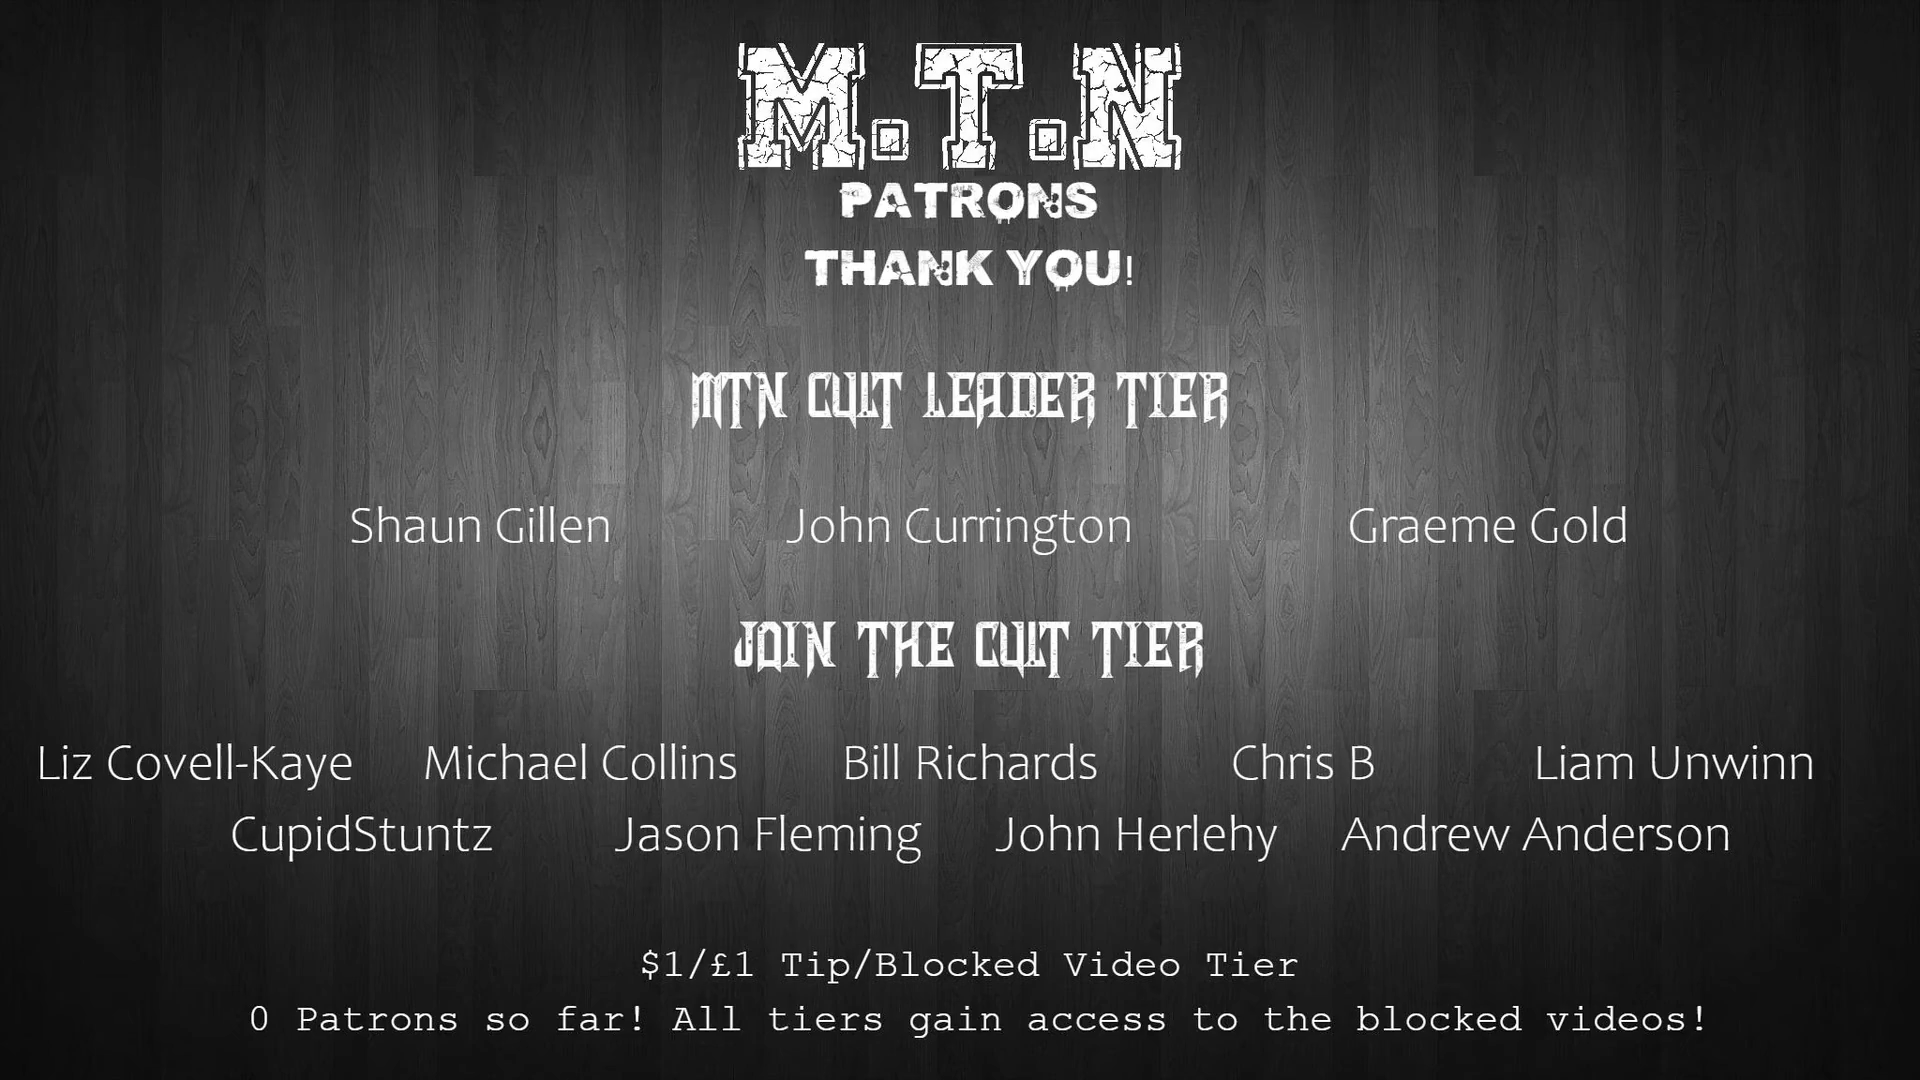 M.T.N
PATRONS
THANK YOU!
MTN CULT LEADER TIER
Shaun Gillen John Currington Graeme Gold
JOIN THE CULT TIER
Liz Covell-Kaye Michael Collins Bill Richards Chris B Liam Unwinn
CupidStuntz Jason Fleming John Herlehy Andrew Anderson
$1/£1 Tip/Blocked Video Tier
0 Patrons so far! All tiers gain access to the blocked videos!